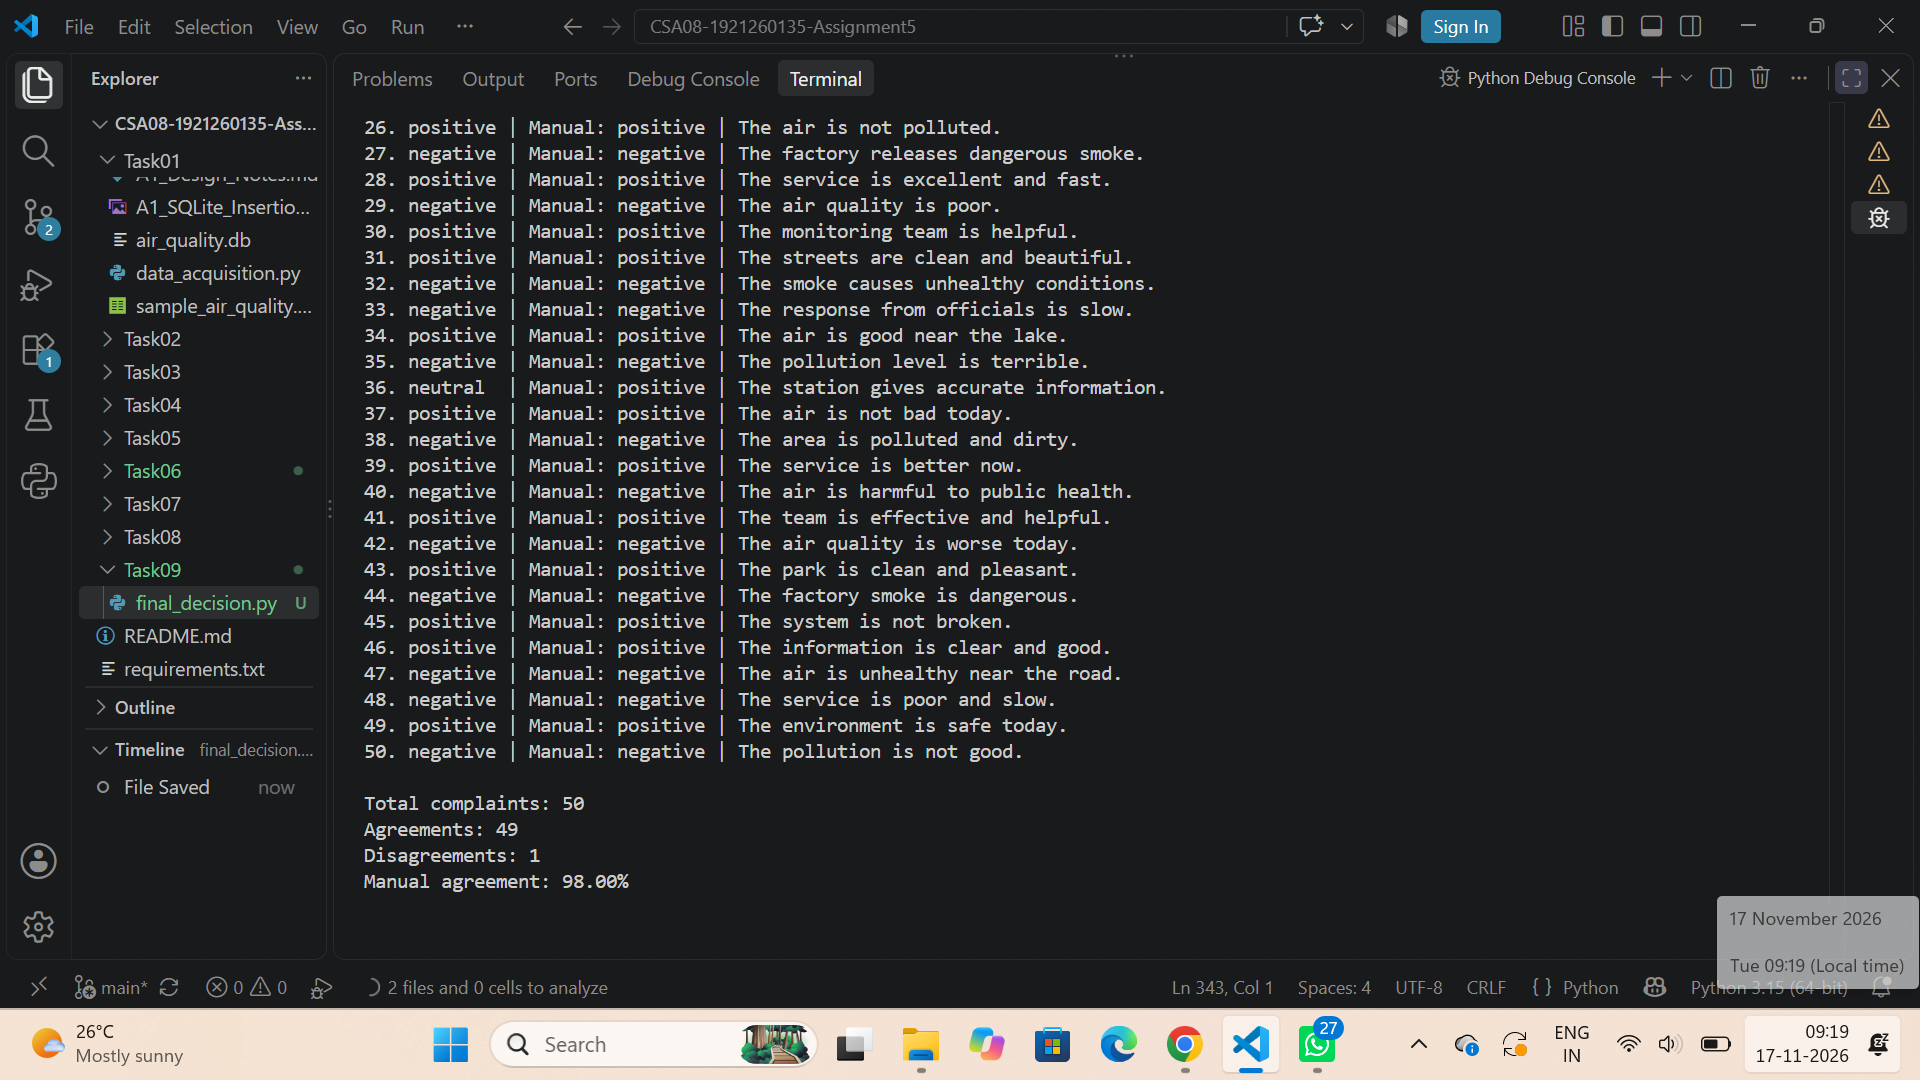 File Edit Selection View Go Run ···
CSA08-1921260135-Assignment5
Sign In
Explorer
Problems Output Ports Debug Console Terminal
Python Debug Console
CSA08-1921260135-Ass...
Task01
A1_Design_Notes.md
A1_SQLite_Insertio...
air_quality.db
data_acquisition.py
sample_air_quality....
Task02
Task03
Task04
Task05
Task06
Task07
Task08
Task09
final_decision.py U
README.md
requirements.txt
Outline
Timeline final_decision....
File Saved now
2
1
26. positive | Manual: positive | The air is not polluted.
27. negative | Manual: negative | The factory releases dangerous smoke.
28. positive | Manual: positive | The service is excellent and fast.
29. negative | Manual: negative | The air quality is poor.
30. positive | Manual: positive | The monitoring team is helpful.
31. positive | Manual: positive | The streets are clean and beautiful.
32. negative | Manual: negative | The smoke causes unhealthy conditions.
33. negative | Manual: negative | The response from officials is slow.
34. positive | Manual: positive | The air is good near the lake.
35. negative | Manual: negative | The pollution level is terrible.
36. neutral | Manual: positive | The station gives accurate information.
37. positive | Manual: positive | The air is not bad today.
38. negative | Manual: negative | The area is polluted and dirty.
39. positive | Manual: positive | The service is better now.
40. negative | Manual: negative | The air is harmful to public health.
41. positive | Manual: positive | The team is effective and helpful.
42. negative | Manual: negative | The air quality is worse today.
43. positive | Manual: positive | The park is clean and pleasant.
44. negative | Manual: negative | The factory smoke is dangerous.
45. positive | Manual: positive | The system is not broken.
46. positive | Manual: positive | The information is clear and good.
47. negative | Manual: negative | The air is unhealthy near the road.
48. negative | Manual: negative | The service is poor and slow.
49. positive | Manual: positive | The environment is safe today.
50. negative | Manual: negative | The pollution is not good.
Total complaints: 50
Agreements: 49
Disagreements: 1
Manual agreement: 98.00%
17 November 2026
Tue 09:19 (Local time)
main* 0 0 2 files and 0 cells to analyze
Ln 343, Col 1 Spaces: 4 UTF-8 CRLF { } Python Python 3.15 (64-bit)
26°C
Mostly sunny
Search
27
ENG
IN
09:19
17-11-2026